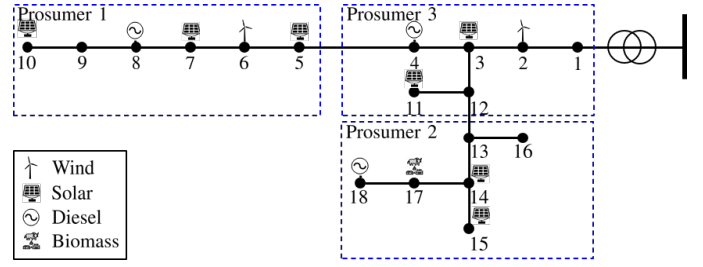 Prosumer 1
Prosumer 3
10 9 8 7 6 5 4 3 2 1
11 12
Prosumer 2
13 16
Wind
Solar
Diesel
Biomass
18 17 14
15